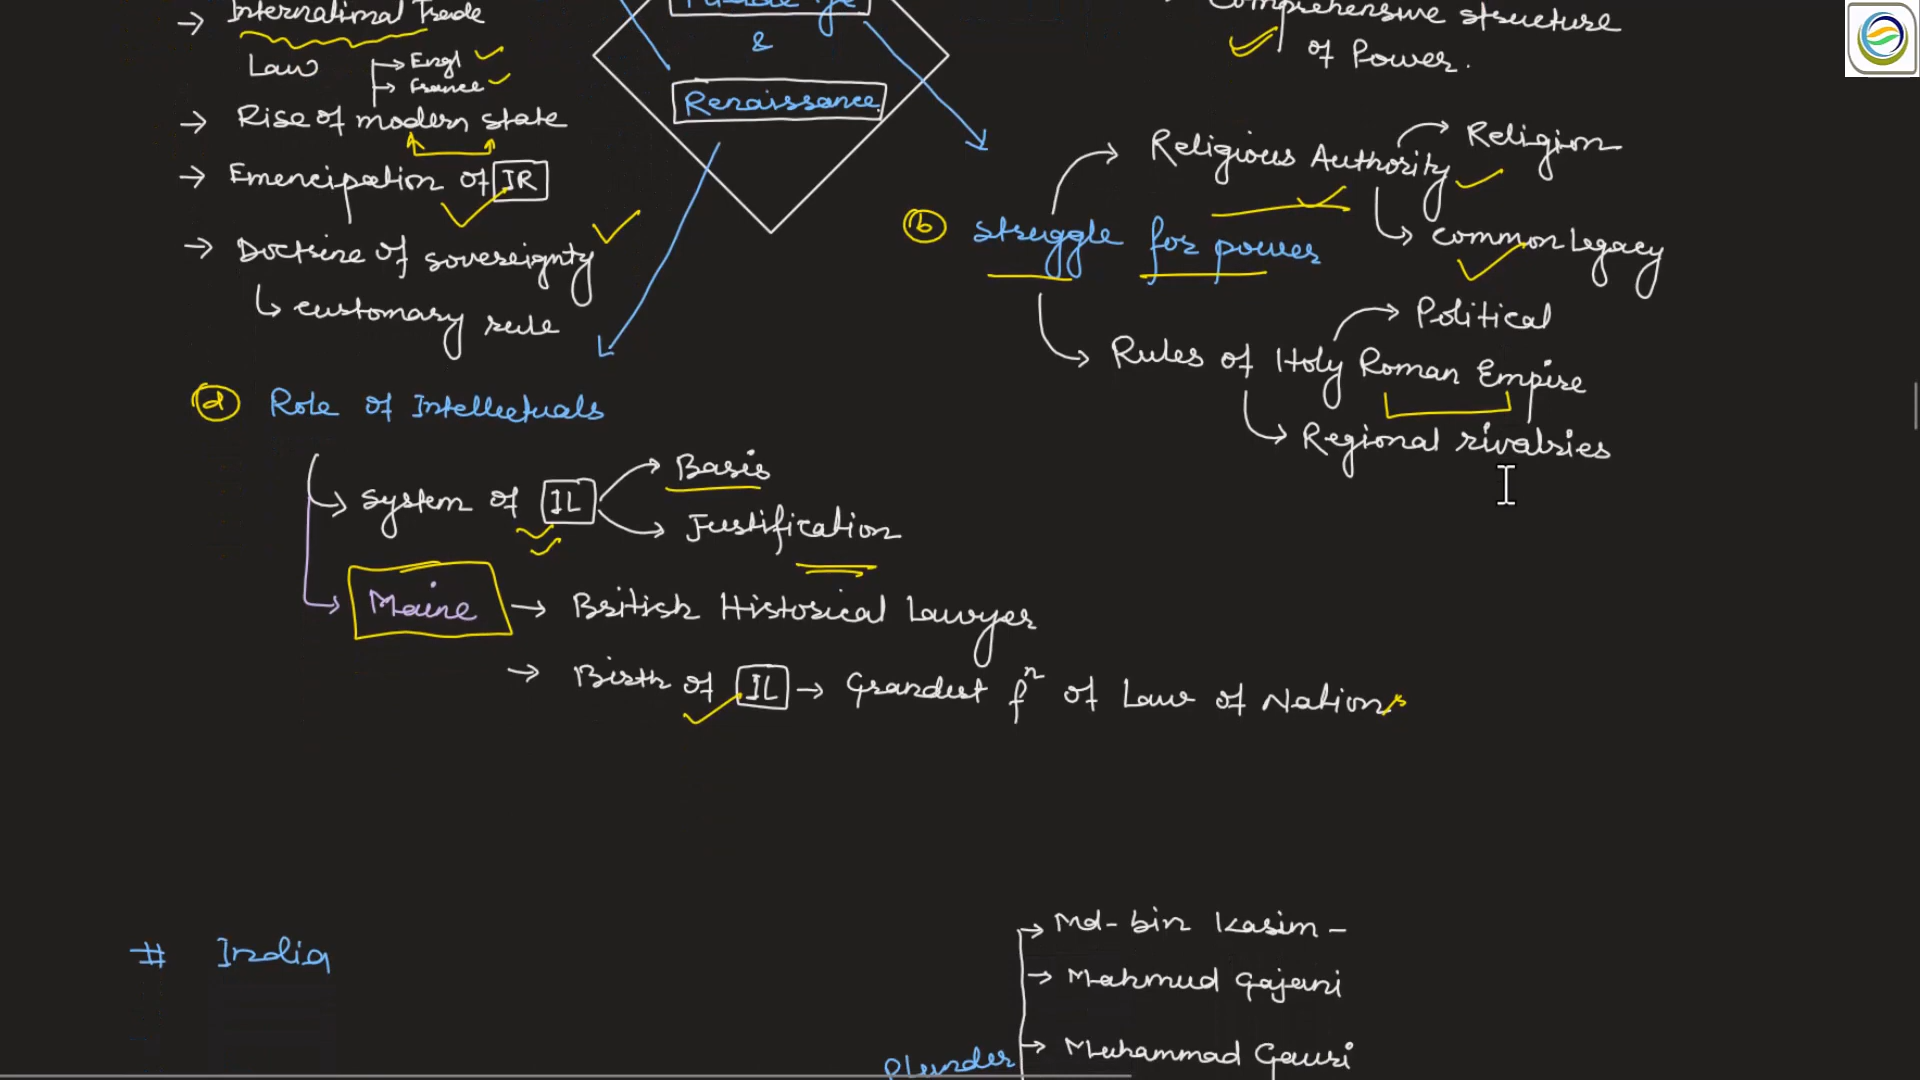 → International Trade
Law → Engl
→ France
→ Rise of modern state
→ Emencipation of IR
→ Doctrine of sovereignty
↳ customary rule
&
Renaissance
Comprehensive structure
of Power.
Religious Authority → Religion
↳ Common Legacy
(b) struggle for power
Rules of Holy Roman Empire → Political
↳ Regional rivalries
(d) Role of Intellectuals
↳ System of IL → Basis
→ Justification
→ Maine → British Historical Lawyer
→ Birth of IL → Grandest fⁿ of Law of Nations
# India
→ Md-bin Kasim -
→ Mahmud Gajani
Plunder → Muhammad Gauri